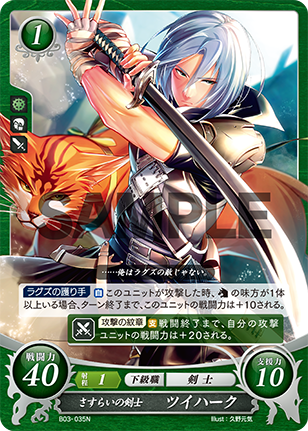 1
SAMPLE
……俺はラグズの敵じゃない。
ラグズの護り手 自 このユニットが攻撃した時、の味方が1体
以上いる場合、ターン終了まで、このユニットの戦闘力は+10される。
攻撃の紋章 支 戦闘終了まで、自分の攻撃
ユニットの戦闘力は+20される。
戦闘力
40
射程 1 下級職 剣士
支援力
10
さすらいの剣士 ツイハーク
B03-035N
Illust:久野元気